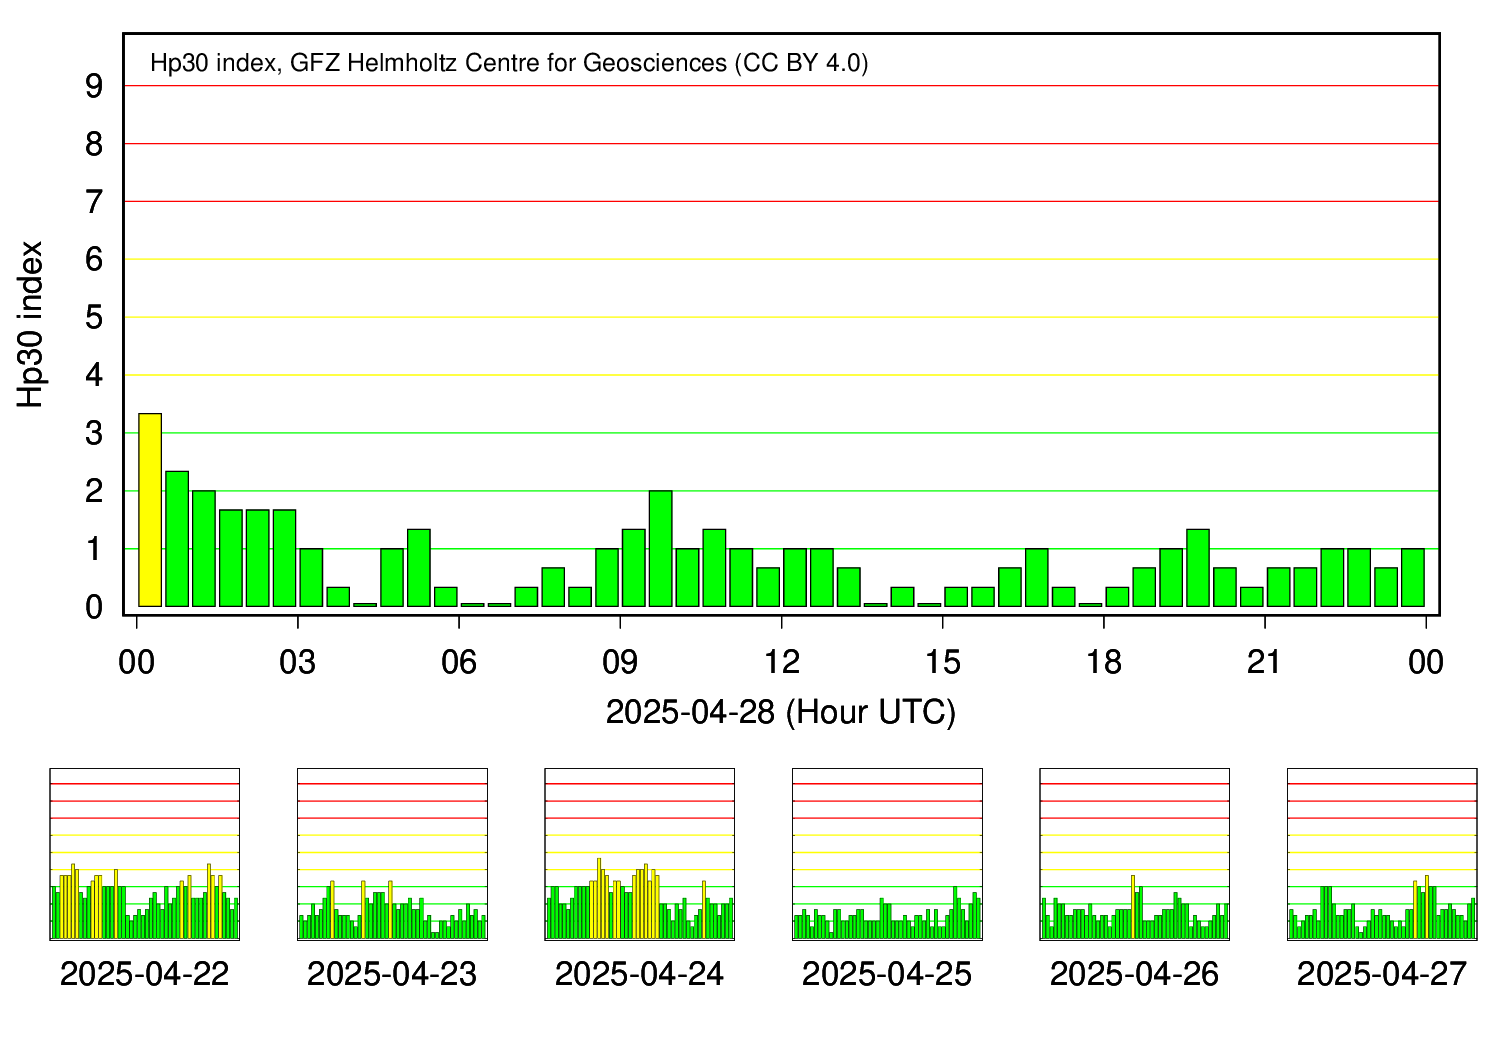 Hp30 index, GFZ Helmholtz Centre for Geosciences (CC BY 4.0)
9
8
7
6
5
4
3
2
1
0
Hp30 index
00 03 06 09 12 15 18 21 00
2025-04-28 (Hour UTC)
2025-04-22 2025-04-23 2025-04-24 2025-04-25 2025-04-26 2025-04-27